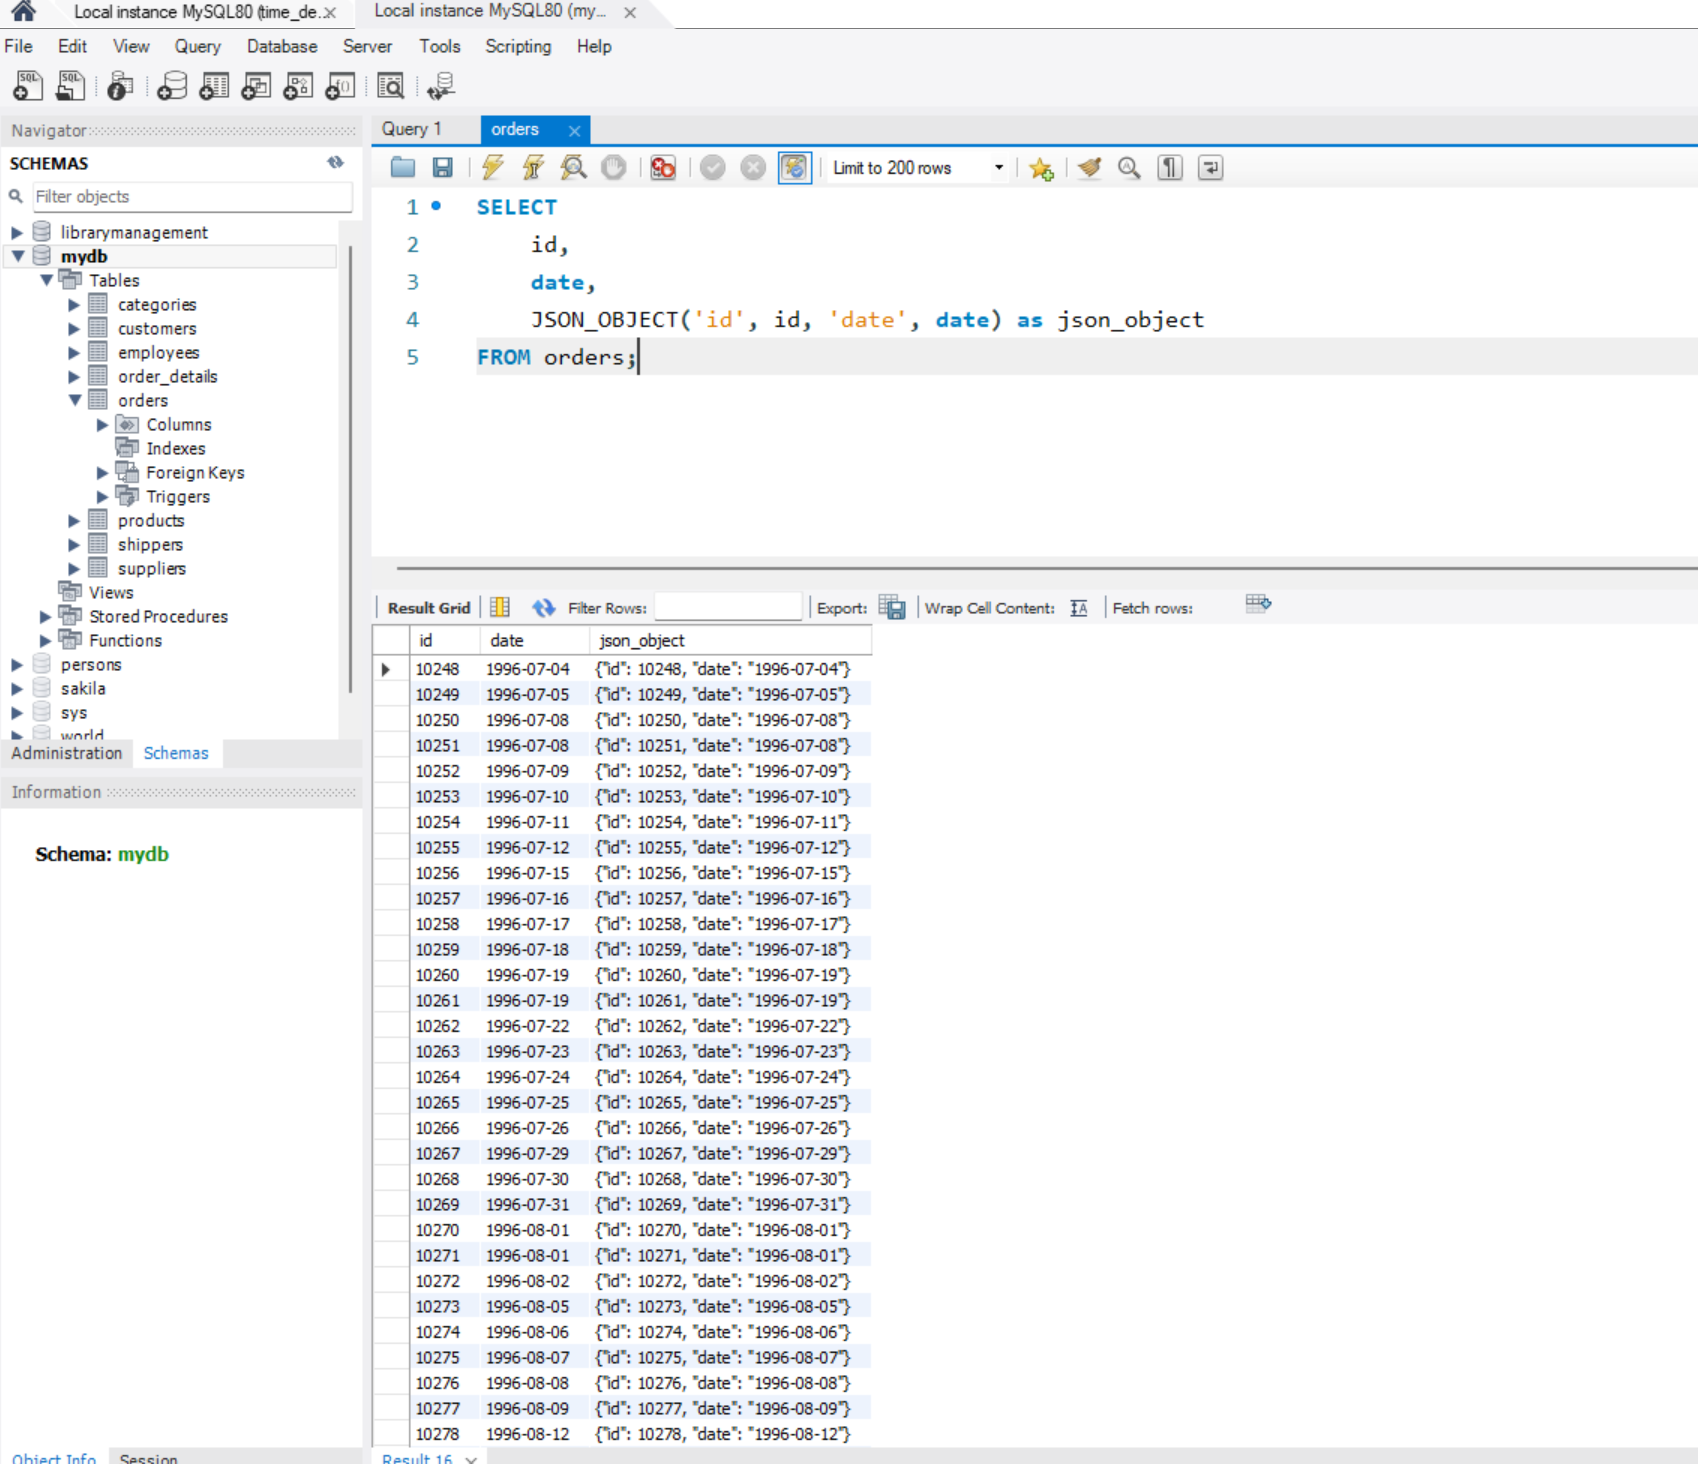 Local instance MySQL80 (time_de...
Local instance MySQL80 (my...
File Edit View Query Database Server Tools Scripting Help
Navigator
SCHEMAS
Filter objects
librarymanagement
mydb
Tables
categories
customers
employees
order_details
orders
Columns
Indexes
Foreign Keys
Triggers
products
shippers
suppliers
Views
Stored Procedures
Functions
persons
sakila
sys
world
Administration Schemas
Information
Schema: mydb
Object Info Session
Query 1 orders
Limit to 200 rows
1 SELECT
2 id,
3 date,
4 JSON_OBJECT('id', id, 'date', date) as json_object
5 FROM orders;
Result Grid Filter Rows: Export: Wrap Cell Content: Fetch rows:
id date json_object
10248 1996-07-04 {"id": 10248, "date": "1996-07-04"}
10249 1996-07-05 {"id": 10249, "date": "1996-07-05"}
10250 1996-07-08 {"id": 10250, "date": "1996-07-08"}
10251 1996-07-08 {"id": 10251, "date": "1996-07-08"}
10252 1996-07-09 {"id": 10252, "date": "1996-07-09"}
10253 1996-07-10 {"id": 10253, "date": "1996-07-10"}
10254 1996-07-11 {"id": 10254, "date": "1996-07-11"}
10255 1996-07-12 {"id": 10255, "date": "1996-07-12"}
10256 1996-07-15 {"id": 10256, "date": "1996-07-15"}
10257 1996-07-16 {"id": 10257, "date": "1996-07-16"}
10258 1996-07-17 {"id": 10258, "date": "1996-07-17"}
10259 1996-07-18 {"id": 10259, "date": "1996-07-18"}
10260 1996-07-19 {"id": 10260, "date": "1996-07-19"}
10261 1996-07-19 {"id": 10261, "date": "1996-07-19"}
10262 1996-07-22 {"id": 10262, "date": "1996-07-22"}
10263 1996-07-23 {"id": 10263, "date": "1996-07-23"}
10264 1996-07-24 {"id": 10264, "date": "1996-07-24"}
10265 1996-07-25 {"id": 10265, "date": "1996-07-25"}
10266 1996-07-26 {"id": 10266, "date": "1996-07-26"}
10267 1996-07-29 {"id": 10267, "date": "1996-07-29"}
10268 1996-07-30 {"id": 10268, "date": "1996-07-30"}
10269 1996-07-31 {"id": 10269, "date": "1996-07-31"}
10270 1996-08-01 {"id": 10270, "date": "1996-08-01"}
10271 1996-08-01 {"id": 10271, "date": "1996-08-01"}
10272 1996-08-02 {"id": 10272, "date": "1996-08-02"}
10273 1996-08-05 {"id": 10273, "date": "1996-08-05"}
10274 1996-08-06 {"id": 10274, "date": "1996-08-06"}
10275 1996-08-07 {"id": 10275, "date": "1996-08-07"}
10276 1996-08-08 {"id": 10276, "date": "1996-08-08"}
10277 1996-08-09 {"id": 10277, "date": "1996-08-09"}
10278 1996-08-12 {"id": 10278, "date": "1996-08-12"}
Result 16